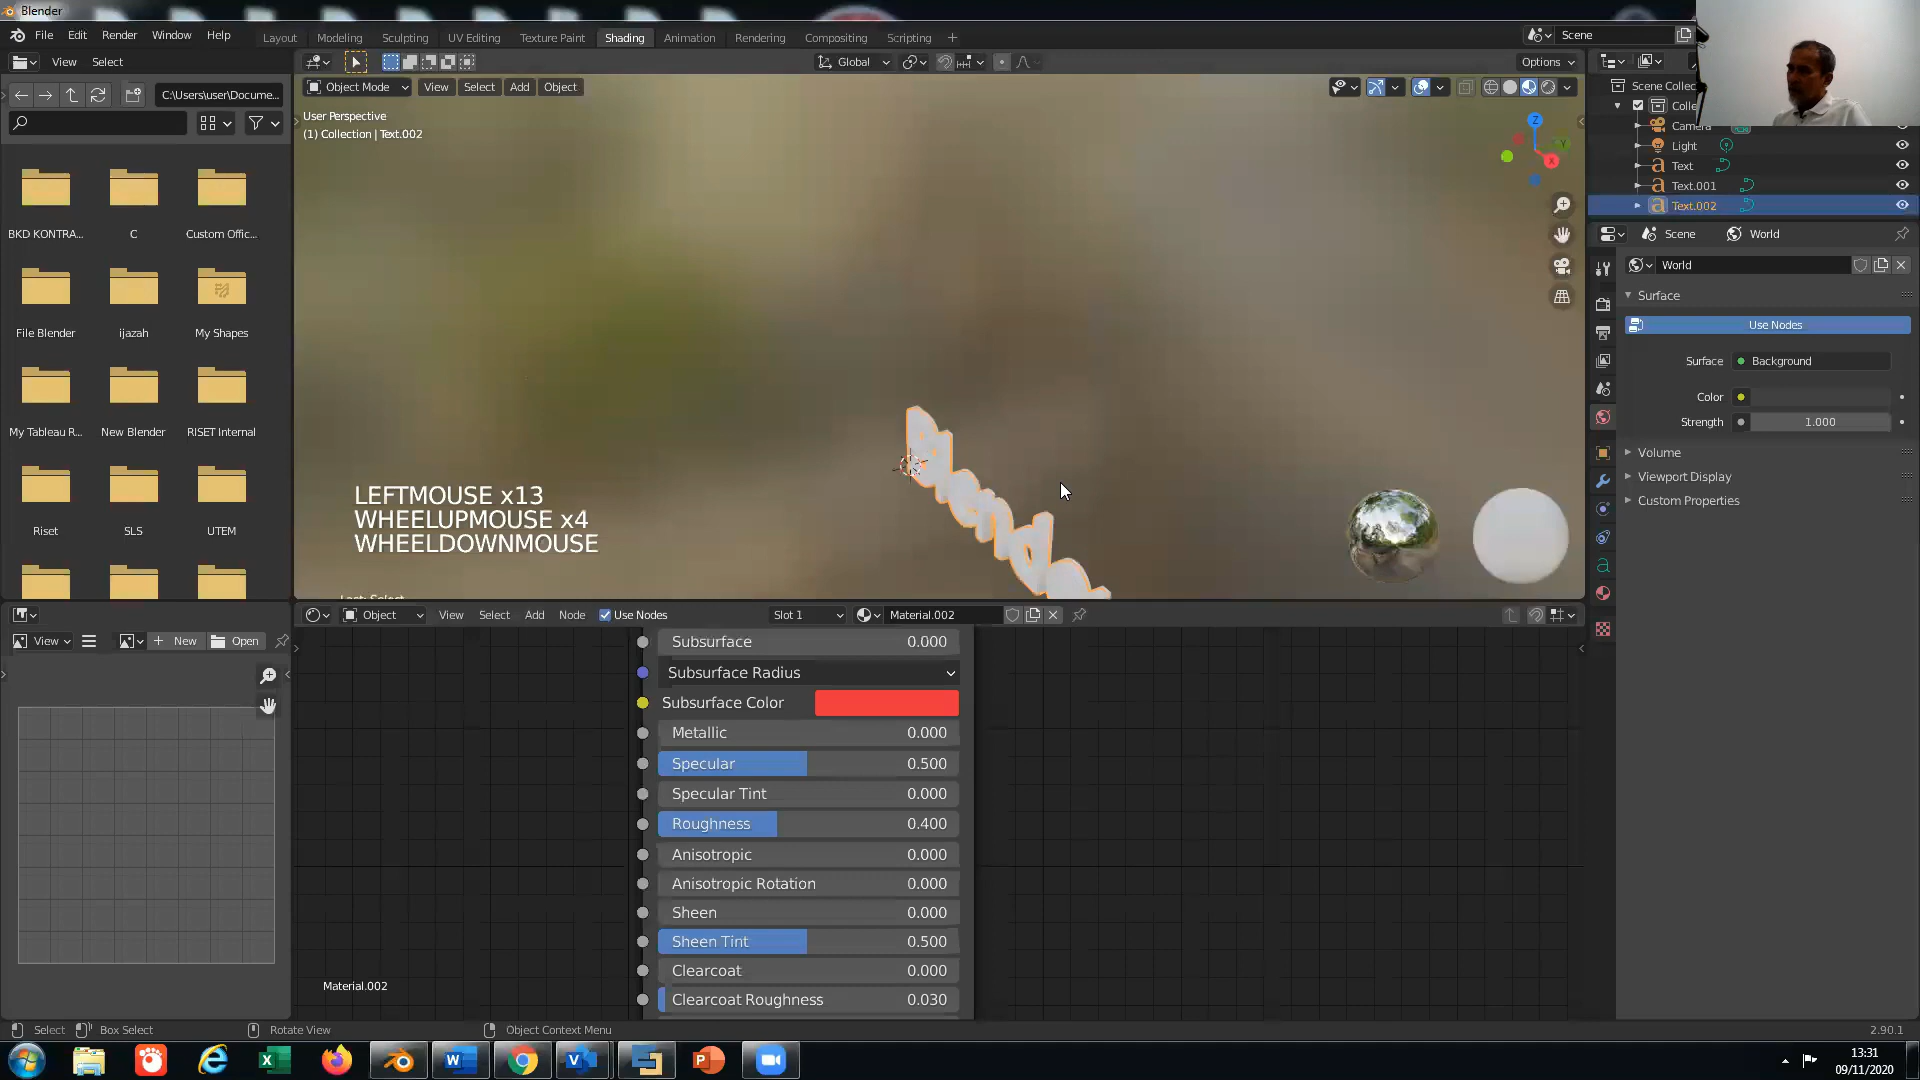 Blender
File Edit Render Window Help
Layout Modeling Sculpting UV Editing Texture Paint Shading Animation Rendering Compositing Scripting
Scene
View Select
Global
Options
C:\Users\user\Docume...
Object Mode View Select Add Object
User Perspective
(1) Collection | Text.002
Scene Collec
Colle
Camera
Light
Text
Text.001
Text.002
BKD KONTRA...
C
Custom Offic...
File Blender
ijazah
My Shapes
My Tableau R...
New Blender
RISET Internal
Riset
SLS
UTEM
Z
X
LEFTMOUSE x13
WHEELUPMOUSE x4
WHEELDOWNMOUSE
Scene World
World
Surface
Use Nodes
Surface Background
Color
Strength 1.000
Volume
Viewport Display
Custom Properties
Object View Select Add Node Use Nodes
Slot 1
Material.002
View
New
Open
Subsurface 0.000
Subsurface Radius
Subsurface Color
Metallic 0.000
Specular 0.500
Specular Tint 0.000
Roughness 0.400
Anisotropic 0.000
Anisotropic Rotation 0.000
Sheen 0.000
Sheen Tint 0.500
Clearcoat 0.000
Clearcoat Roughness 0.030
Material.002
Select Box Select Rotate View Object Context Menu
2.90.1
13:31
09/11/2020